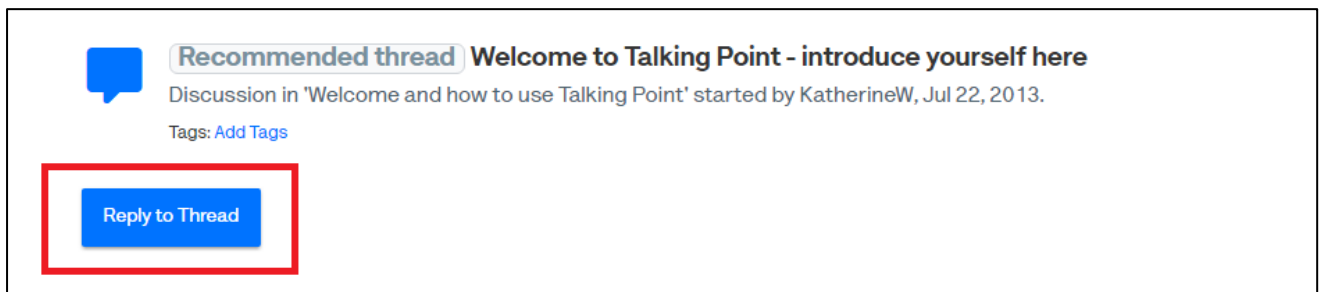 Recommended thread Welcome to Talking Point - introduce yourself here
Discussion in 'Welcome and how to use Talking Point' started by KatherineW, Jul 22, 2013.
Tags: Add Tags
Reply to Thread